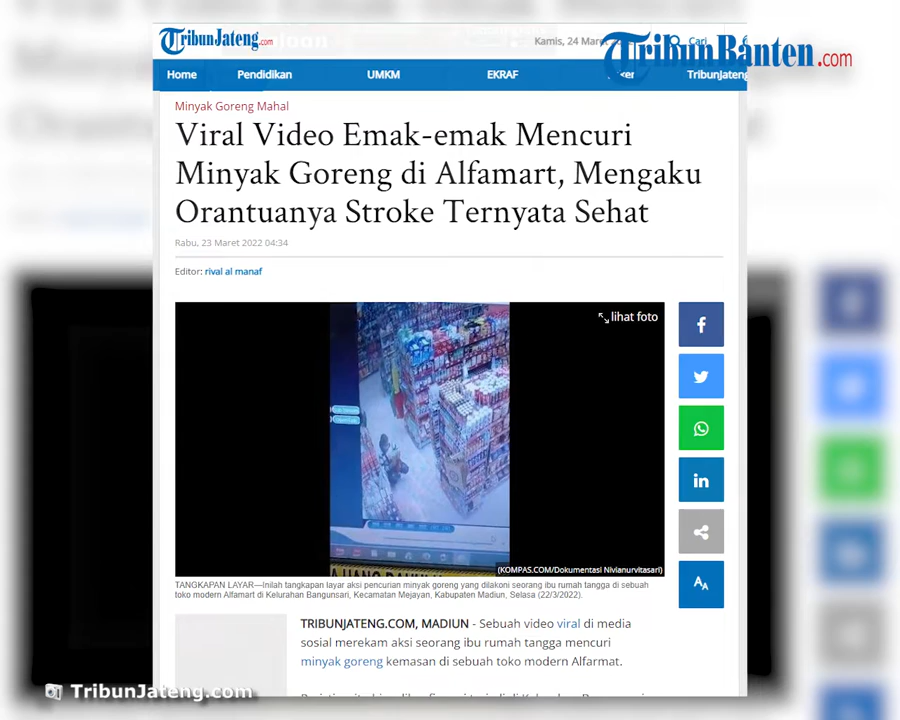 TribunJateng.com
Kamis, 24 Maret
Cari
TribunBanten.com
Home
Pendidikan
UMKM
EKRAF
TribunJateng
Minyak Goreng Mahal
Viral Video Emak-emak Mencuri
Minyak Goreng di Alfamart, Mengaku
Orantuanya Stroke Ternyata Sehat
Rabu, 23 Maret 2022 04:34
Editor: rival al manaf
lihat foto
(KOMPAS.COM/Dokumentasi Nivianurvitasari)
TANGKAPAN LAYAR—Inilah tangkapan layar aksi pencurian minyak goreng yang dilakoni seorang ibu rumah tangga di sebuah
toko modern Alfamart di Kelurahan Bangunsari, Kecamatan Mejayan, Kabupaten Madiun, Selasa (22/3/2022).
TRIBUNJATENG.COM, MADIUN - Sebuah video viral di media
sosial merekam aksi seorang ibu rumah tangga mencuri
minyak goreng kemasan di sebuah toko modern Alfarmat.
TribunJateng.com